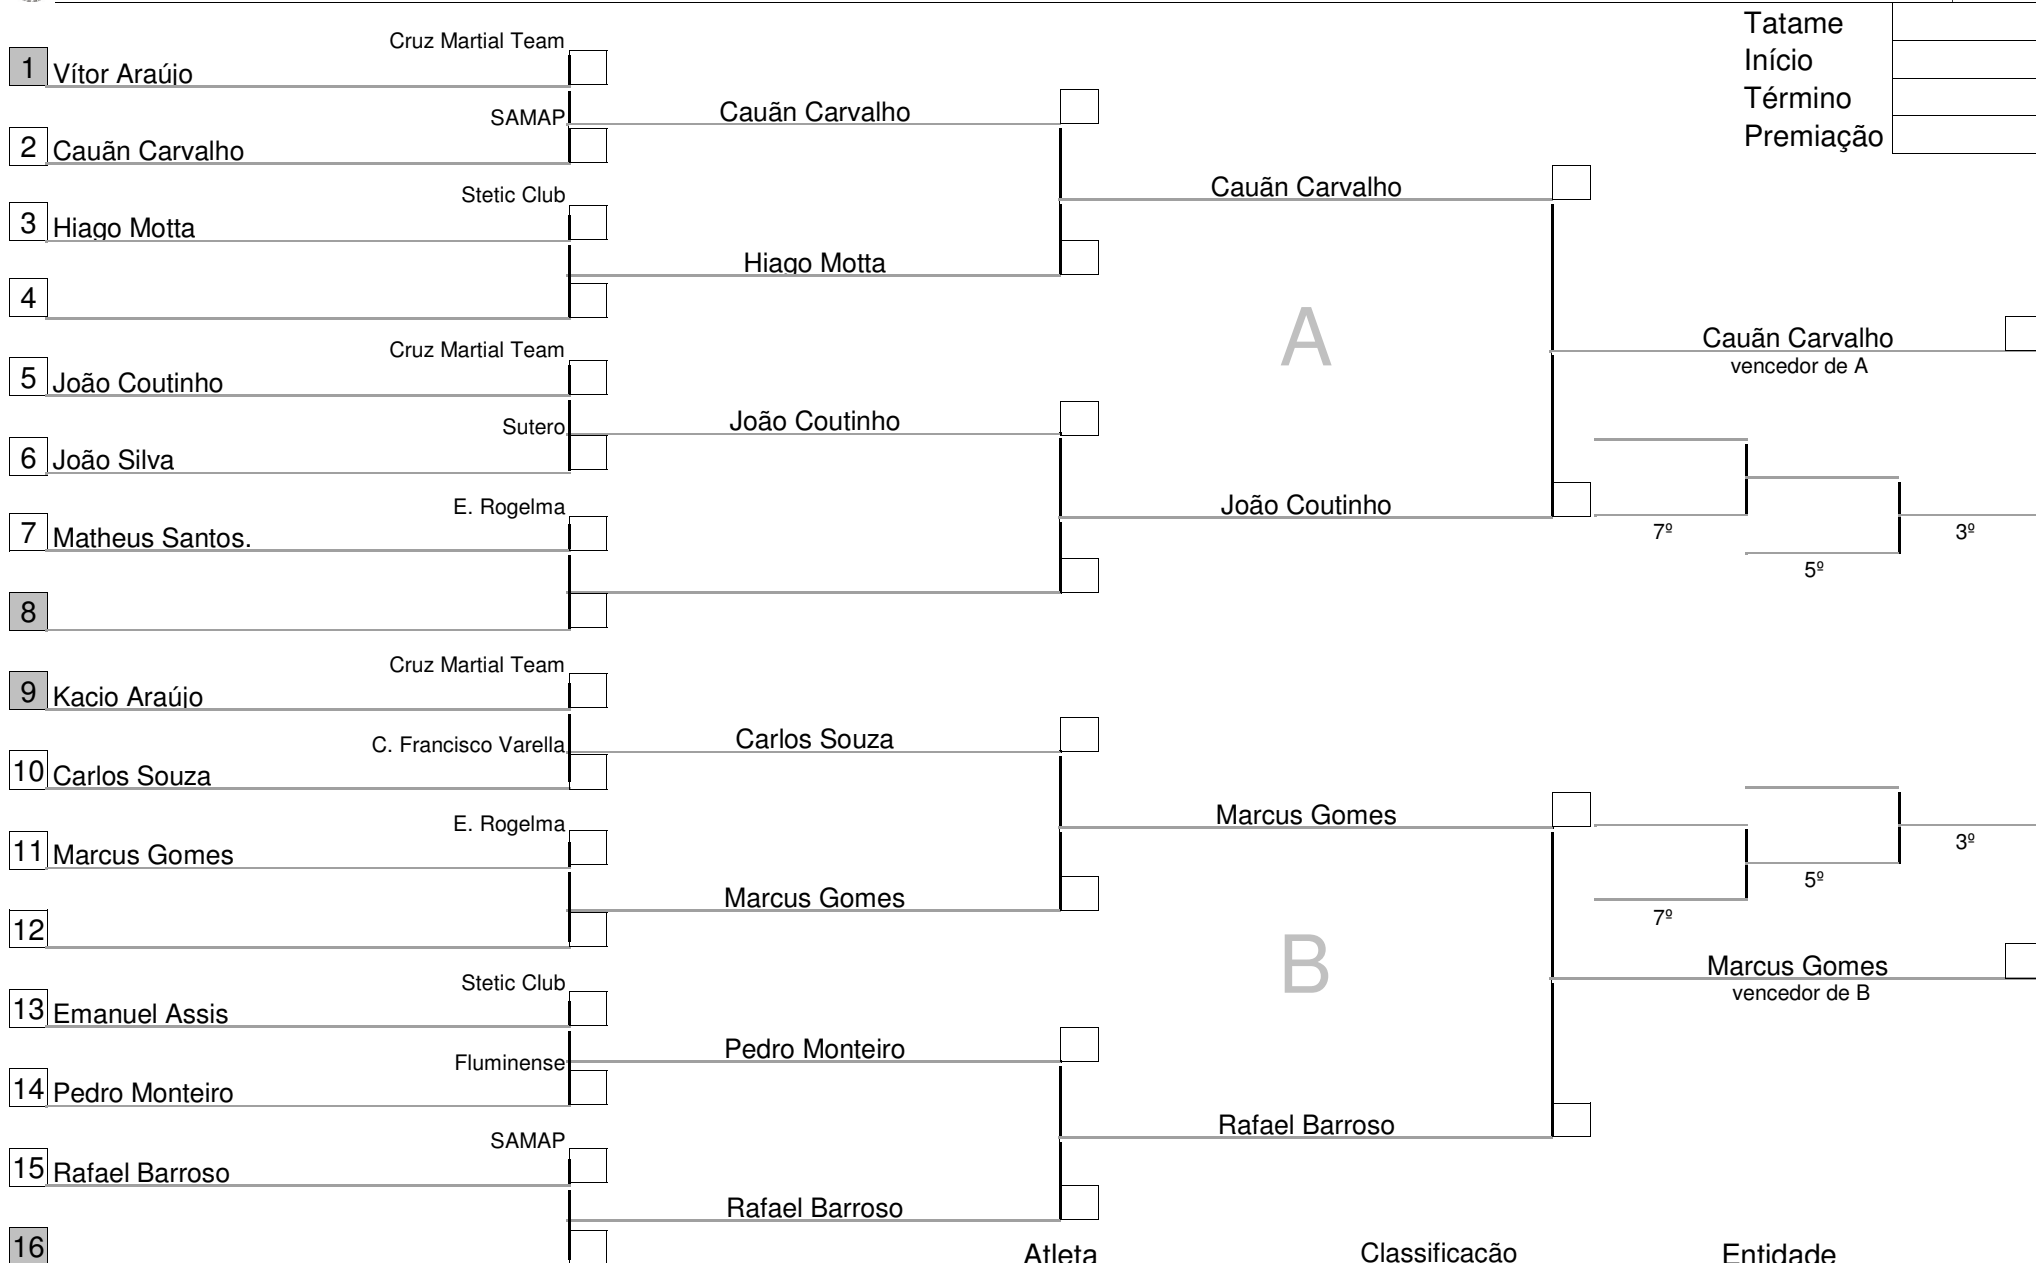 Tatame
Início
Término
Premiação
Cruz Martial Team
1 Vítor Araújo
SAMAP
Cauãn Carvalho
2 Cauãn Carvalho
Cauãn Carvalho
Stetic Club
3 Hiago Motta
Hiago Motta
4
A
Cauãn Carvalho
vencedor de A
Cruz Martial Team
5 João Coutinho
Sutero
João Coutinho
6 João Silva
E. Rogelma
João Coutinho
7 Matheus Santos.
7º
3º
5º
8
Cruz Martial Team
9 Kacio Araújo
C. Francisco Varella
Carlos Souza
10 Carlos Souza
E. Rogelma
Marcus Gomes
11 Marcus Gomes
3º
5º
Marcus Gomes
7º
12
B
Marcus Gomes
vencedor de B
Stetic Club
13 Emanuel Assis
Fluminense
Pedro Monteiro
14 Pedro Monteiro
Rafael Barroso
SAMAP
15 Rafael Barroso
Rafael Barroso
16
Atleta Classificação Entidade